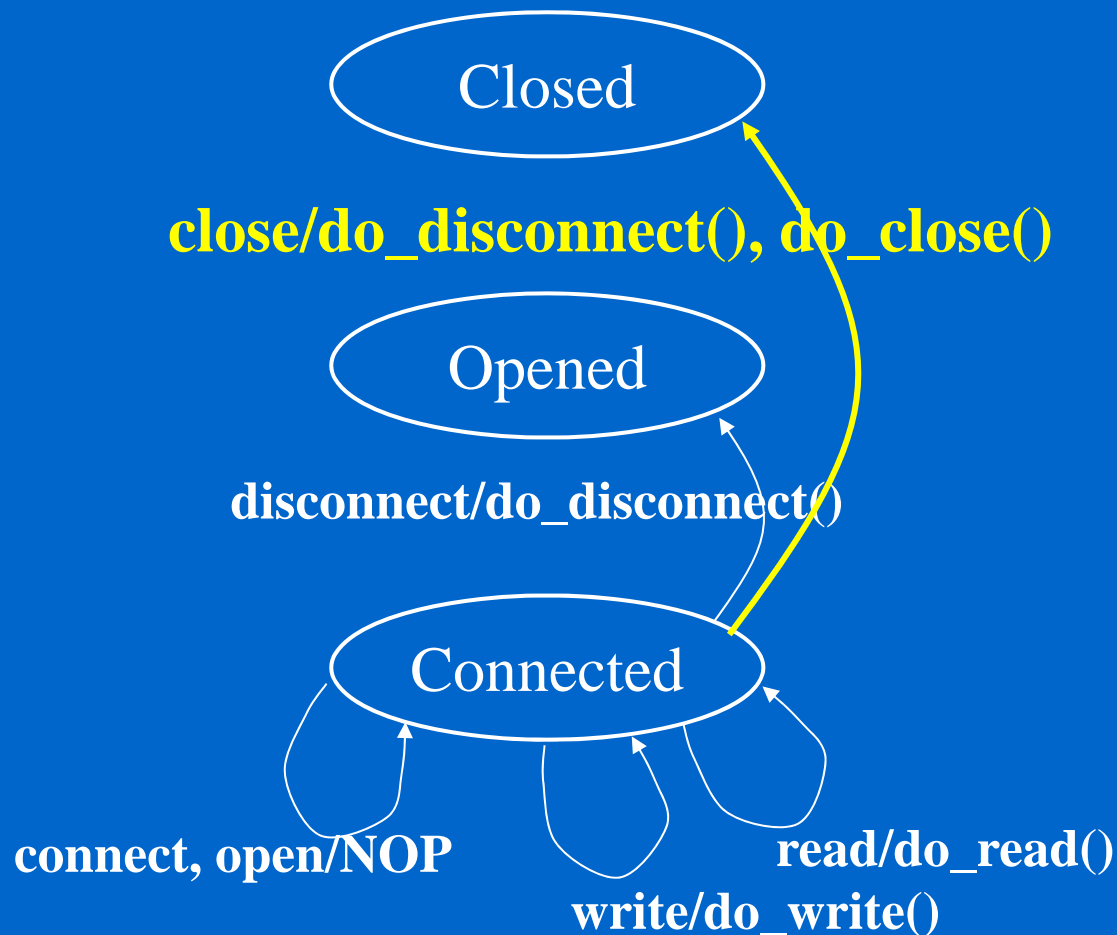 Closed
close/do_disconnect(), do_close()
Opened
disconnect/do_disconnect()
Connected
connect, open/NOP
read/do_read()
write/do_write()